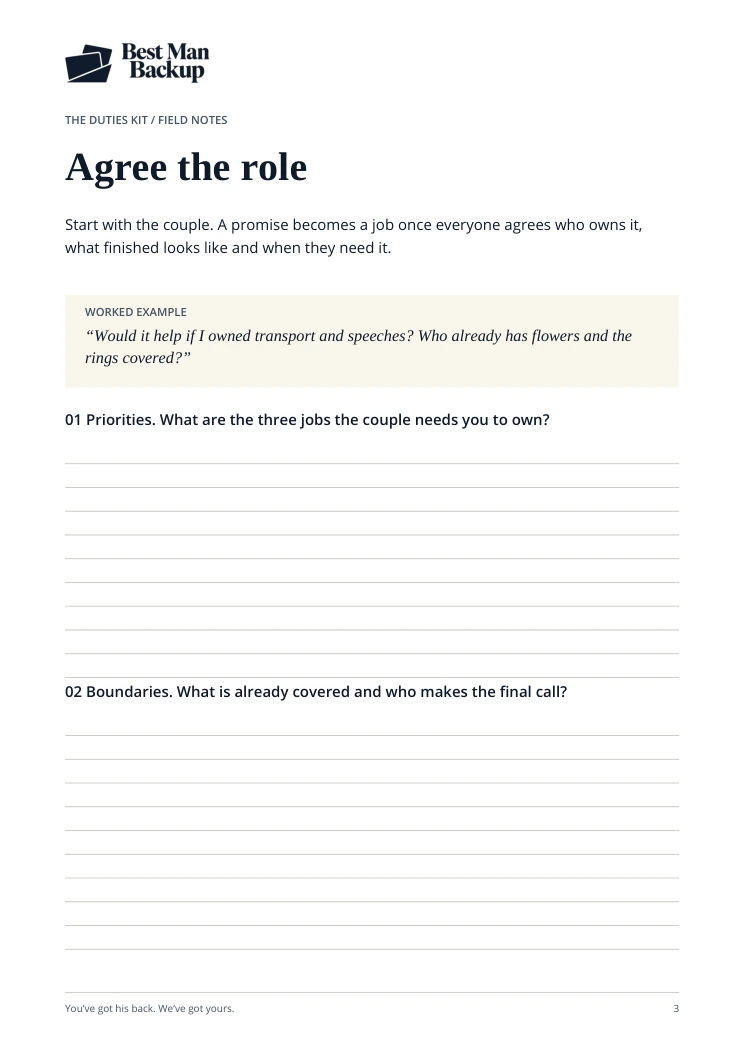 Best Man
Backup
THE DUTIES KIT / FIELD NOTES
Agree the role
Start with the couple. A promise becomes a job once everyone agrees who owns it,
what finished looks like and when they need it.
WORKED EXAMPLE
“Would it help if I owned transport and speeches? Who already has flowers and the
rings covered?”
01 Priorities. What are the three jobs the couple needs you to own?
02 Boundaries. What is already covered and who makes the final call?
You’ve got his back. We’ve got yours.
3